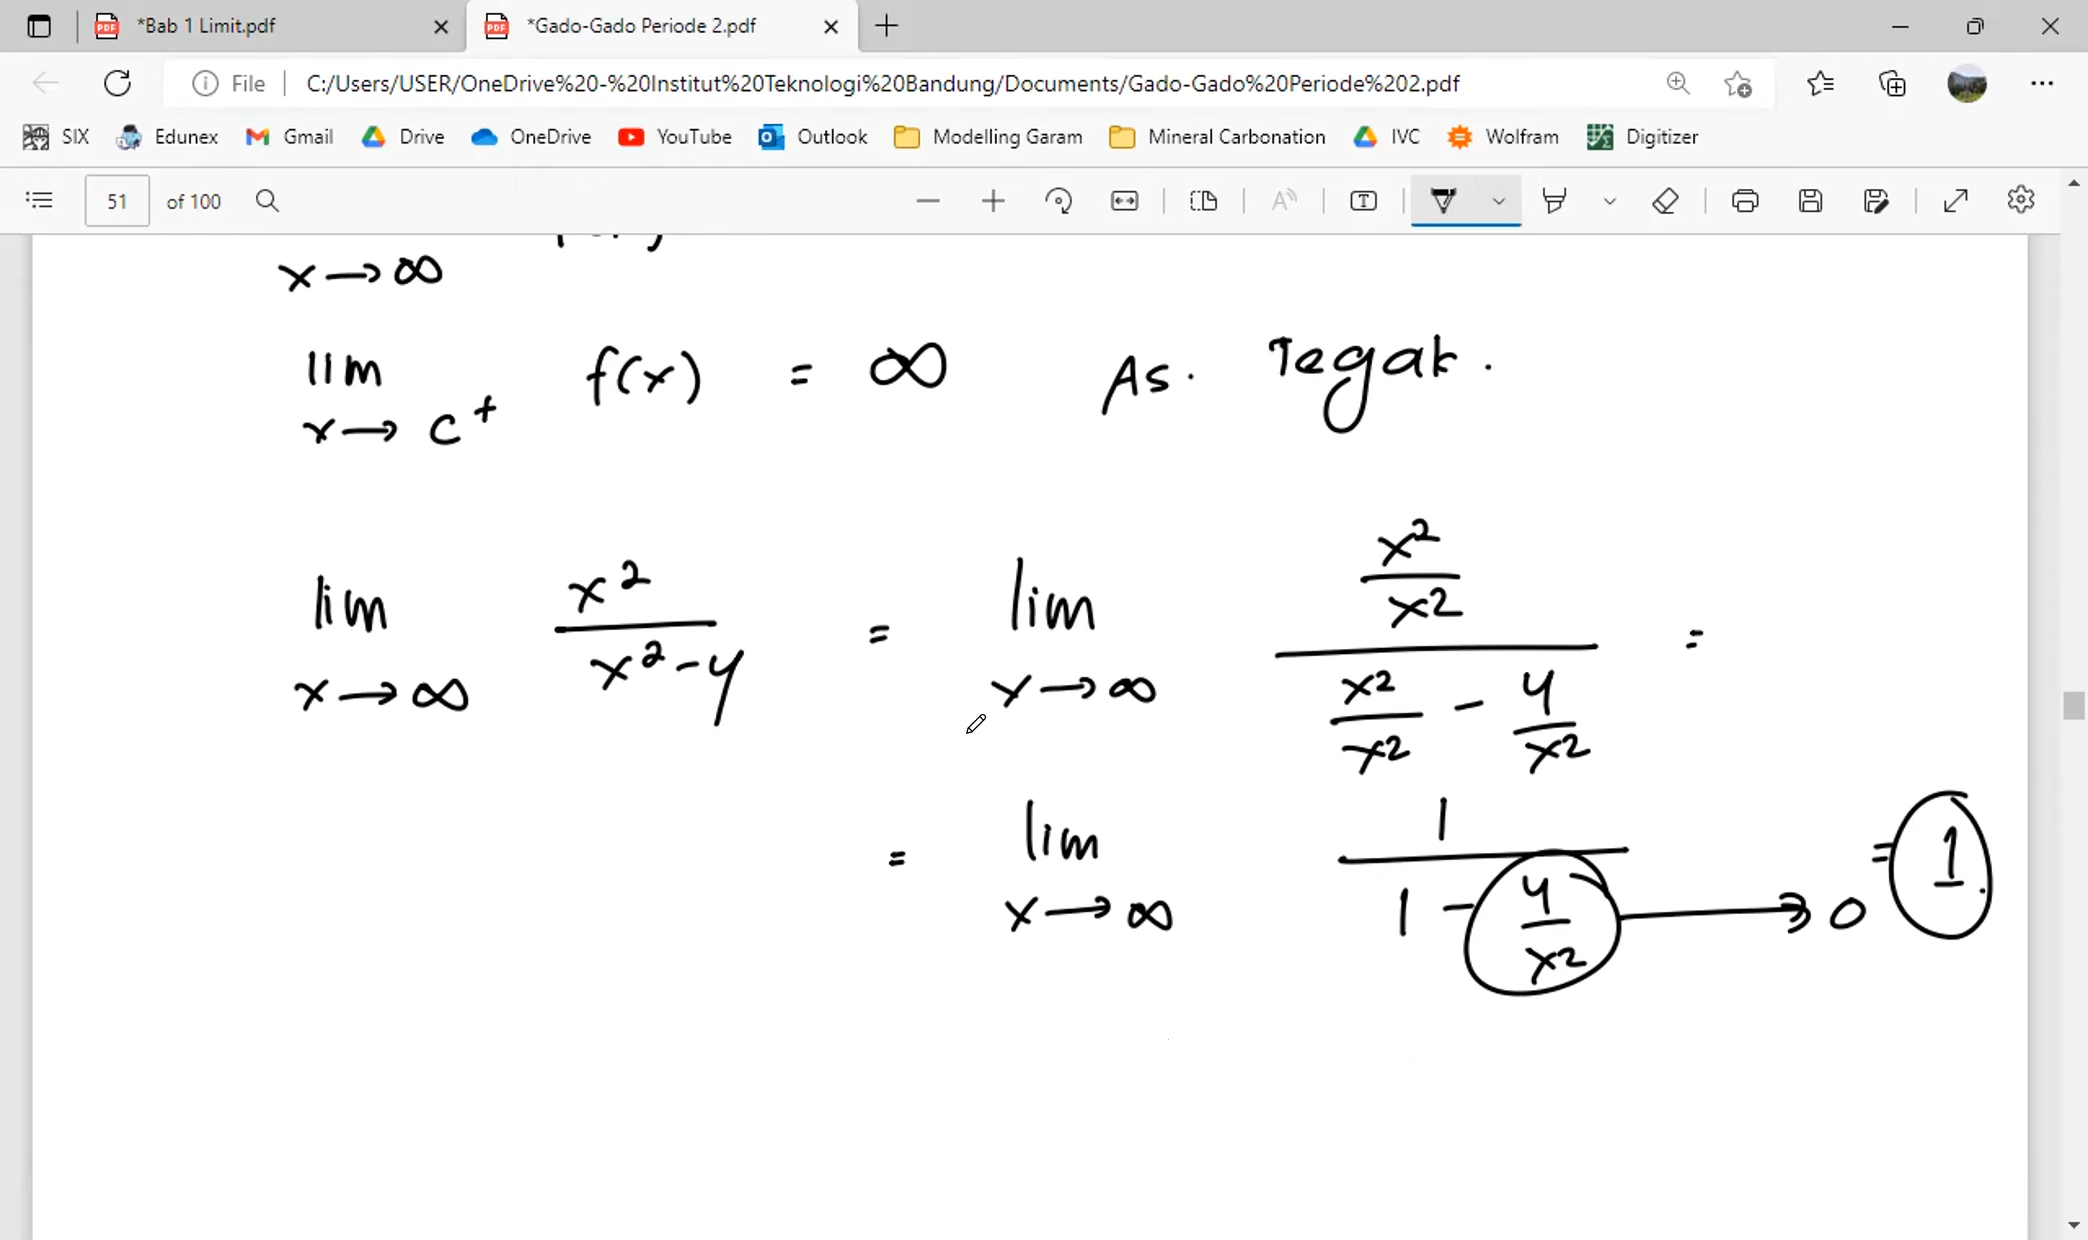 *Bab 1 Limit.pdf
*Gado-Gado Periode 2.pdf
File | C:/Users/USER/OneDrive%20-%20Institut%20Teknologi%20Bandung/Documents/Gado-Gado%20Periode%202.pdf
SIX Edunex Gmail Drive OneDrive YouTube Outlook Modelling Garam Mineral Carbonation IVC Wolfram Digitizer
51 of 100
x → ∞
lim f(x) = ∞ As. Tegak.
x → c⁺
lim x² / (x² - 4) = lim (x²/x²) / (x²/x² - 4/x²) =
x → ∞ x → ∞
= lim 1 / (1 - 4/x²) → 0 = 1.
x → ∞